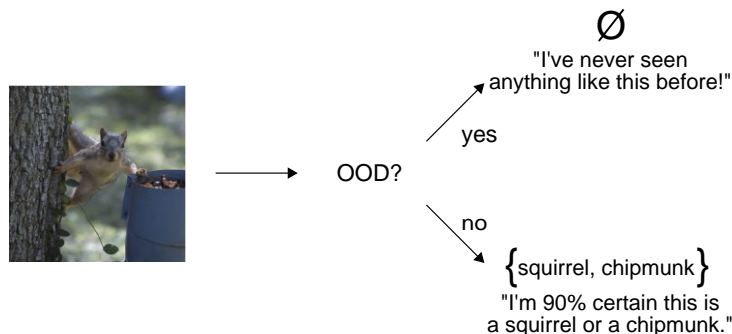 Ø
"I've never seen
anything like this before!"
yes
OOD?
no
{squirrel, chipmunk}
"I'm 90% certain this is
a squirrel or a chipmunk."